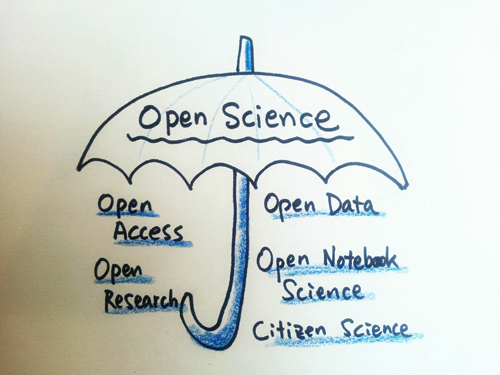 Open Science
Open
Access
Open
Research
Open Data
Open Notebook
Science
Citizen Science